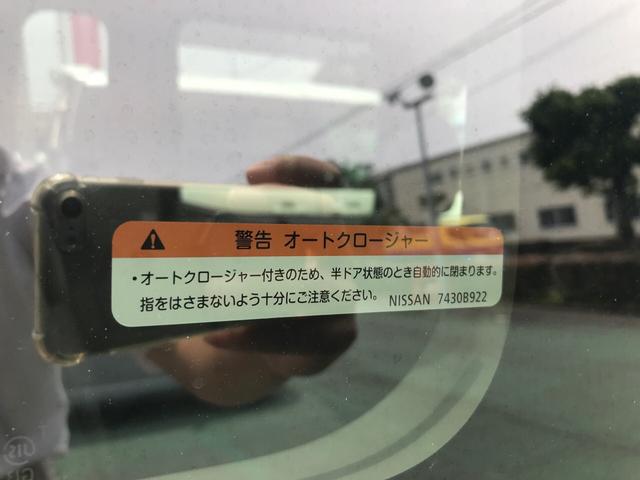 警告 オートクロージャー
・オートクロージャー付きのため、半ドア状態のとき自動的に閉まります。
指をはさまないよう十分にご注意ください。 NISSAN 7430B922